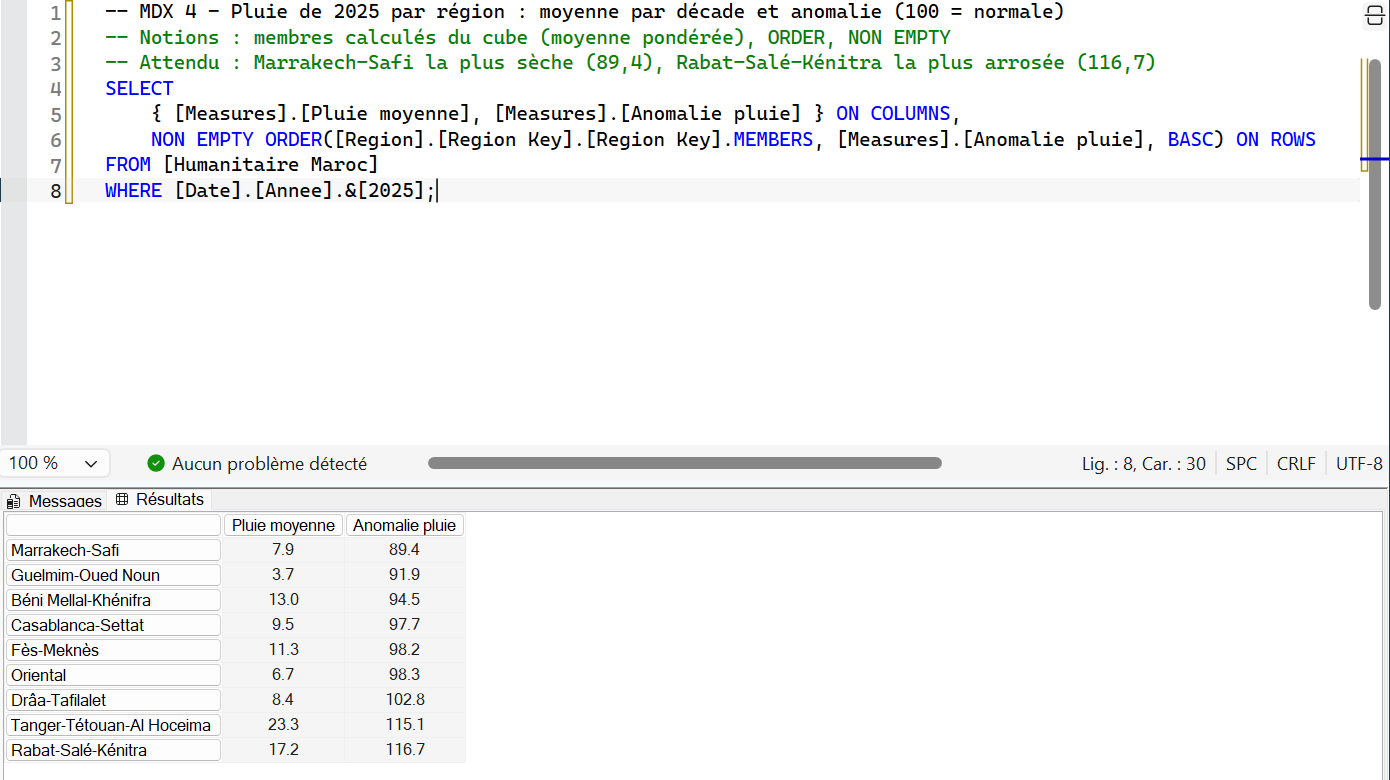 1 -- MDX 4 - Pluie de 2025 par région : moyenne par décade et anomalie (100 = normale)
2 -- Notions : membres calculés du cube (moyenne pondérée), ORDER, NON EMPTY
3 -- Attendu : Marrakech-Safi la plus sèche (89,4), Rabat-Salé-Kénitra la plus arrosée (116,7)
4 SELECT
5 { [Measures].[Pluie moyenne], [Measures].[Anomalie pluie] } ON COLUMNS,
6 NON EMPTY ORDER([Region].[Region Key].[Region Key].MEMBERS, [Measures].[Anomalie pluie], BASC) ON ROWS
7 FROM [Humanitaire Maroc]
8 WHERE [Date].[Annee].&[2025];
100 % Aucun problème détecté Lig. : 8, Car. : 30 SPC CRLF UTF-8
Messages Résultats
Pluie moyenne Anomalie pluie
Marrakech-Safi 7.9 89.4
Guelmim-Oued Noun 3.7 91.9
Béni Mellal-Khénifra 13.0 94.5
Casablanca-Settat 9.5 97.7
Fès-Meknès 11.3 98.2
Oriental 6.7 98.3
Drâa-Tafilalet 8.4 102.8
Tanger-Tétouan-Al Hoceima 23.3 115.1
Rabat-Salé-Kénitra 17.2 116.7